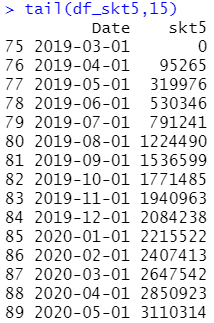 > tail(df_skt5,15)
         Date    skt5
75 2019-03-01       0
76 2019-04-01   95265
77 2019-05-01  319976
78 2019-06-01  530346
79 2019-07-01  791241
80 2019-08-01 1224490
81 2019-09-01 1536599
82 2019-10-01 1771485
83 2019-11-01 1940963
84 2019-12-01 2084238
85 2020-01-01 2215522
86 2020-02-01 2407413
87 2020-03-01 2647542
88 2020-04-01 2850923
89 2020-05-01 3110314